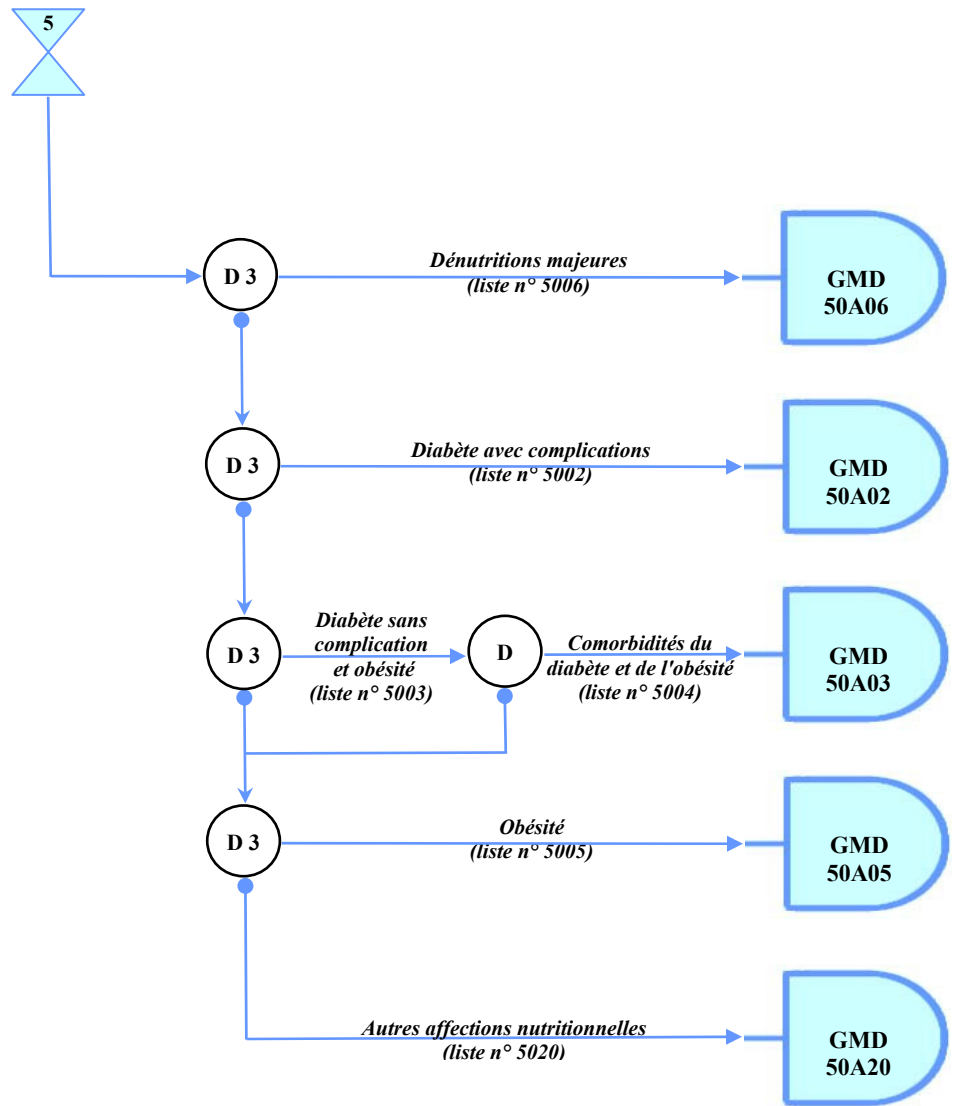 5
D 3
Dénutritions majeures
(liste n° 5006)
GMD
50A06
D 3
Diabète avec complications
(liste n° 5002)
GMD
50A02
D 3
Diabète sans
complication
et obésité
(liste n° 5003)
D
Comorbidités du
diabète et de l'obésité
(liste n° 5004)
GMD
50A03
D 3
Obésité
(liste n° 5005)
GMD
50A05
Autres affections nutritionnelles
(liste n° 5020)
GMD
50A20